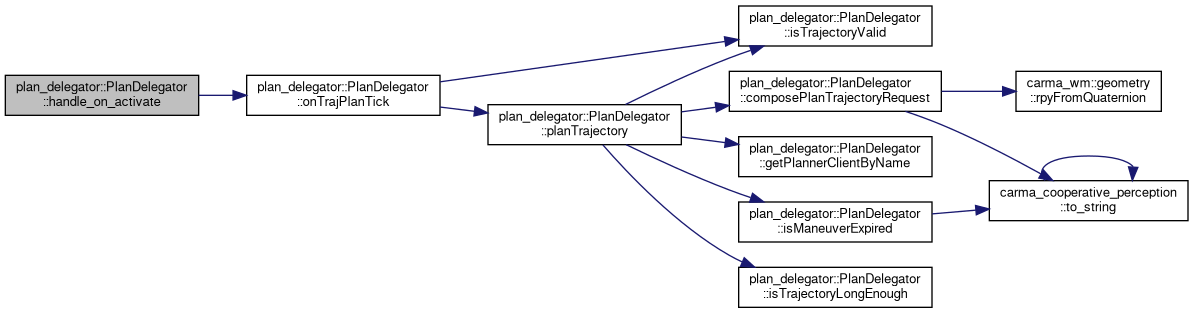 plan_delegator::PlanDelegator
::handle_on_activate
plan_delegator::PlanDelegator
::onTrajPlanTick
plan_delegator::PlanDelegator
::planTrajectory
plan_delegator::PlanDelegator
::isTrajectoryValid
plan_delegator::PlanDelegator
::composePlanTrajectoryRequest
plan_delegator::PlanDelegator
::getPlannerClientByName
plan_delegator::PlanDelegator
::isManeuverExpired
plan_delegator::PlanDelegator
::isTrajectoryLongEnough
carma_wm::geometry
::rpyFromQuaternion
carma_cooperative_perception
::to_string